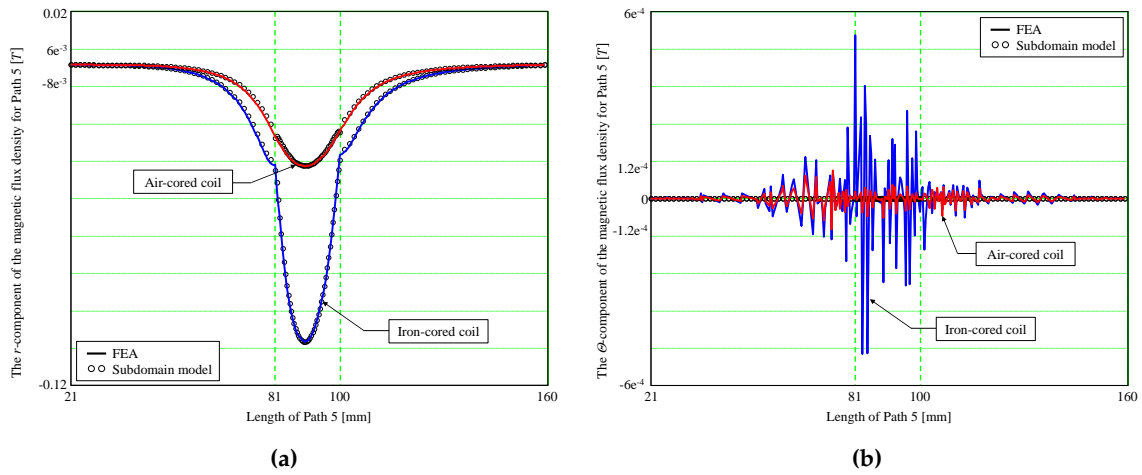 The r-component of the magnetic flux density for Path 5 [T]
0.02
6e⁻³
-8e⁻³
-0.12
Air-cored coil
Iron-cored coil
FEA
Subdomain model
21
81
100
160
Length of Path 5 [mm]
(a)
The Θ-component of the magnetic flux density for Path 5 [T]
6e⁻⁴
1.2e⁻⁴
0
-1.2e⁻⁴
-6e⁻⁴
FEA
Subdomain model
Air-cored coil
Iron-cored coil
21
81
100
160
Length of Path 5 [mm]
(b)